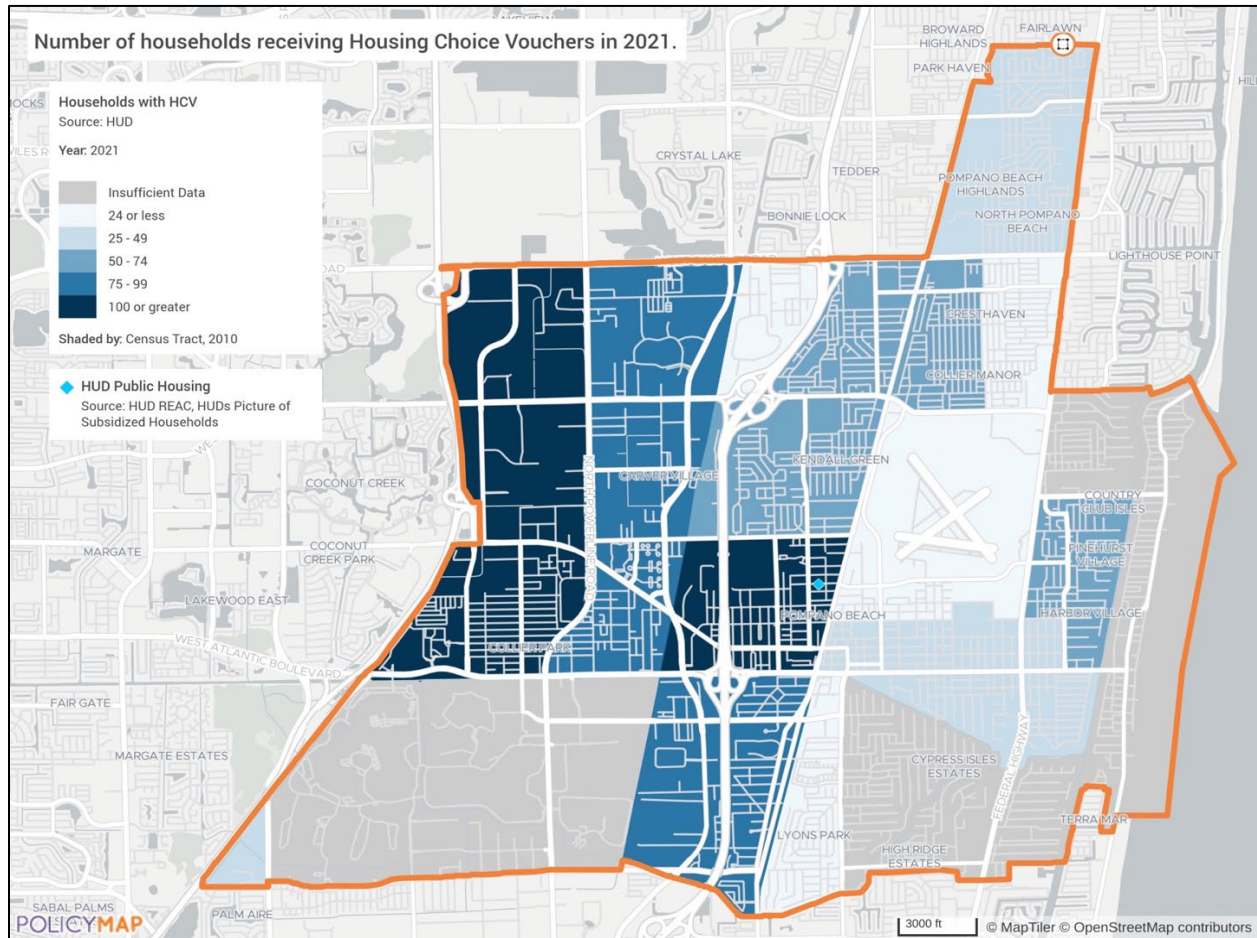 Number of households receiving Housing Choice Vouchers in 2021.
Households with HCV
Source: HUD
Year: 2021
Insufficient Data
24 or less
25 - 49
50 - 74
75 - 99
100 or greater
Shaded by: Census Tract, 2010
HUD Public Housing
Source: HUD REAC, HUDs Picture of
Subsidized Households
LAKEVIEW
BROWARD
HIGHLANDS
FAIRLAWN
PARK HAVEN
CRYSTAL LAKE
TEDDER
POMPANO BEACH
HIGHLANDS
BONNIE LOCK
NORTH POMPANO
BEACH
LIGHTHOUSE POINT
CRESTHAVEN
COLLIER MANOR
KENDALL GREEN
CARVER VILLAGE
NORTH POWERLINE ROAD
COCONUT CREEK
COUNTRY
CLUB ISLES
MARGATE
COCONUT
CREEK PARK
PINEHURST
VILLAGE
LAKEWOOD EAST
POMPANO BEACH
HARBOR VILLAGE
WEST ATLANTIC BOULEVARD
COLLIER PARK
FAIR GATE
MARGATE ESTATES
CYPRESS ISLES
ESTATES
FEDERAL HIGHWAY
TERRA MAR
LYONS PARK
HIGH RIDGE
ESTATES
SABAL PALMS
PALM AIRE
POLICYMAP
3000 ft
© MapTiler © OpenStreetMap contributors